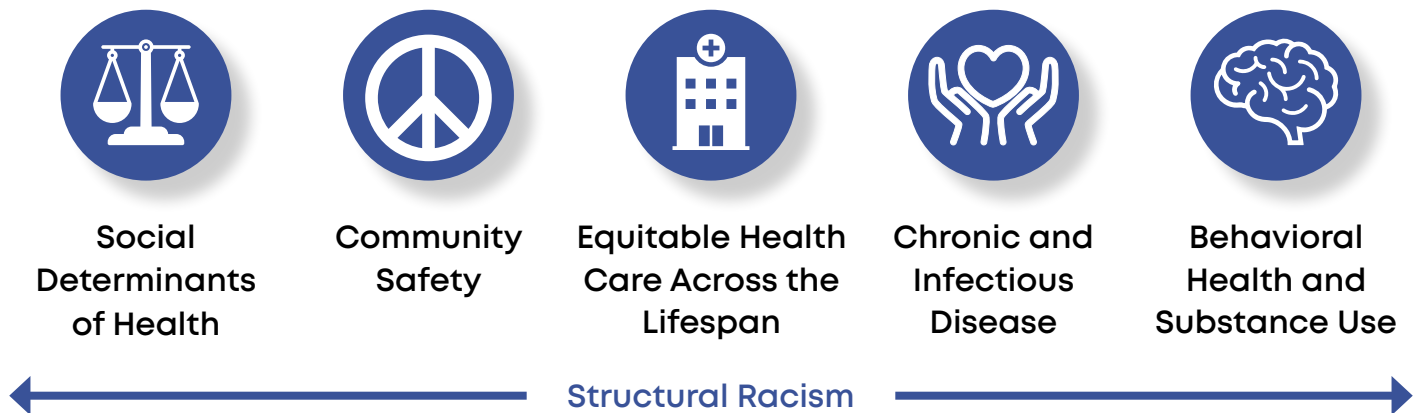 Social
Determinants
of Health
Community
Safety
Equitable Health
Care Across the
Lifespan
Chronic and
Infectious
Disease
Behavioral
Health and
Substance Use
Structural Racism